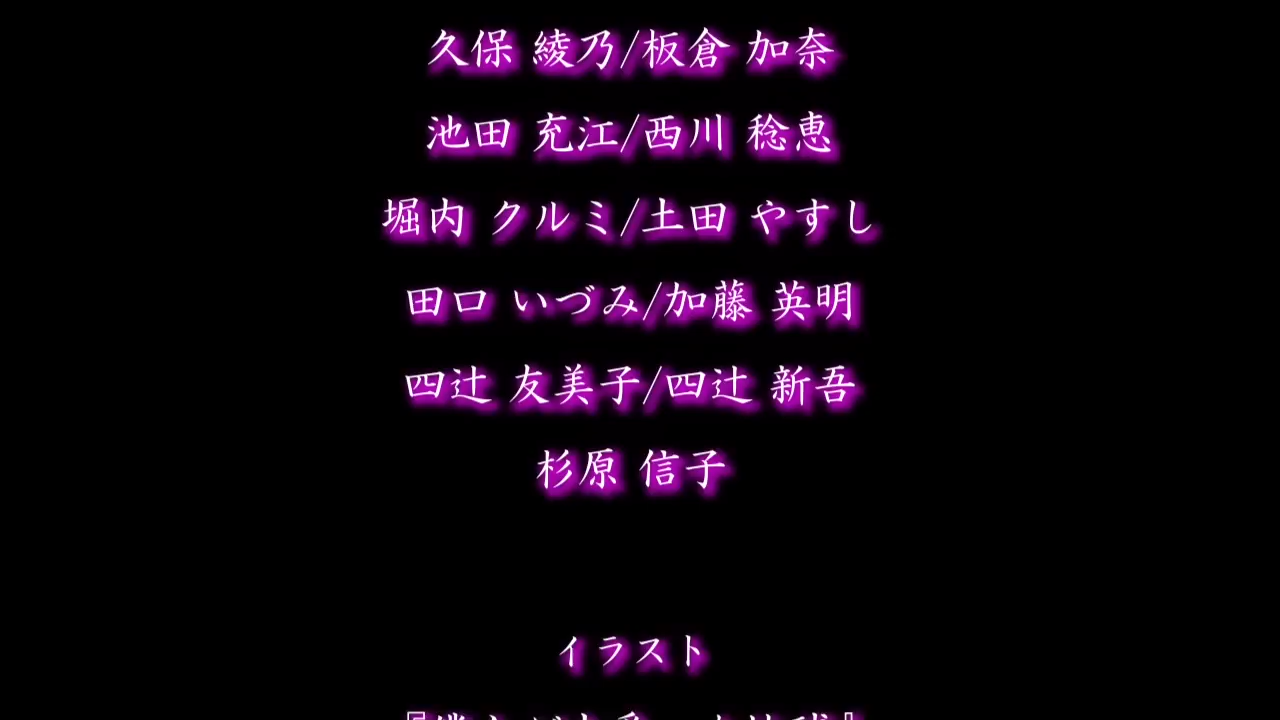 久保 綾乃/板倉 加奈
池田 充江/西川 稔恵
堀内 クルミ/土田 やすし
田口 いづみ/加藤 英明
四辻 友美子/四辻 新吾
杉原 信子
イラスト